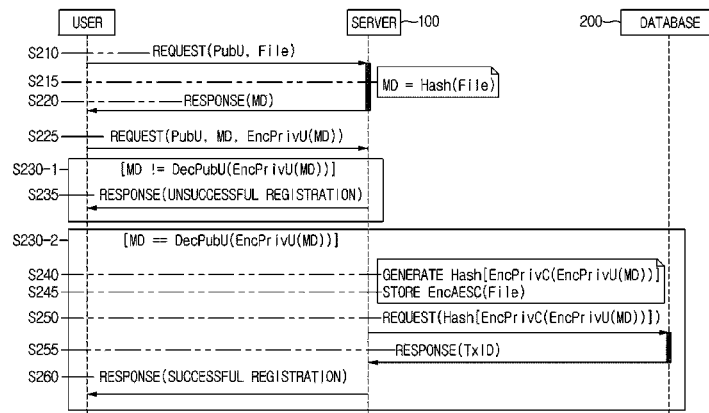 USER SERVER 100 200 DATABASE
S210 REQUEST(PubU, File)
S215 MD = Hash(File)
S220 RESPONSE(MD)
S225 REQUEST(PubU, MD, EncPrivU(MD))
S230-1 [MD != DecPubU(EncPrivU(MD))]
S235 RESPONSE(UNSUCCESSFUL REGISTRATION)
S230-2 [MD == DecPubU(EncPrivU(MD))]
S240 GENERATE Hash[EncPrivC(EncPrivU(MD))]
S245 STORE EncAESC(File)
S250 REQUEST(Hash[EncPrivC(EncPrivU(MD))])
S255 RESPONSE(TxID)
S260 RESPONSE(SUCCESSFUL REGISTRATION)